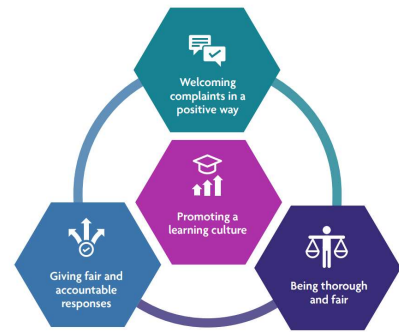 Welcoming
complaints in a
positive way
Promoting a
learning culture
Giving fair and
accountable
responses
Being thorough
and fair